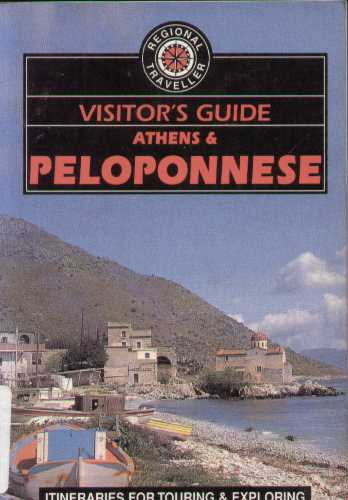 REGIONAL
TRAVELLER
VISITOR'S GUIDE
ATHENS &
PELOPONNESE
ITINERARIES FOR TOURING & EXPLORING